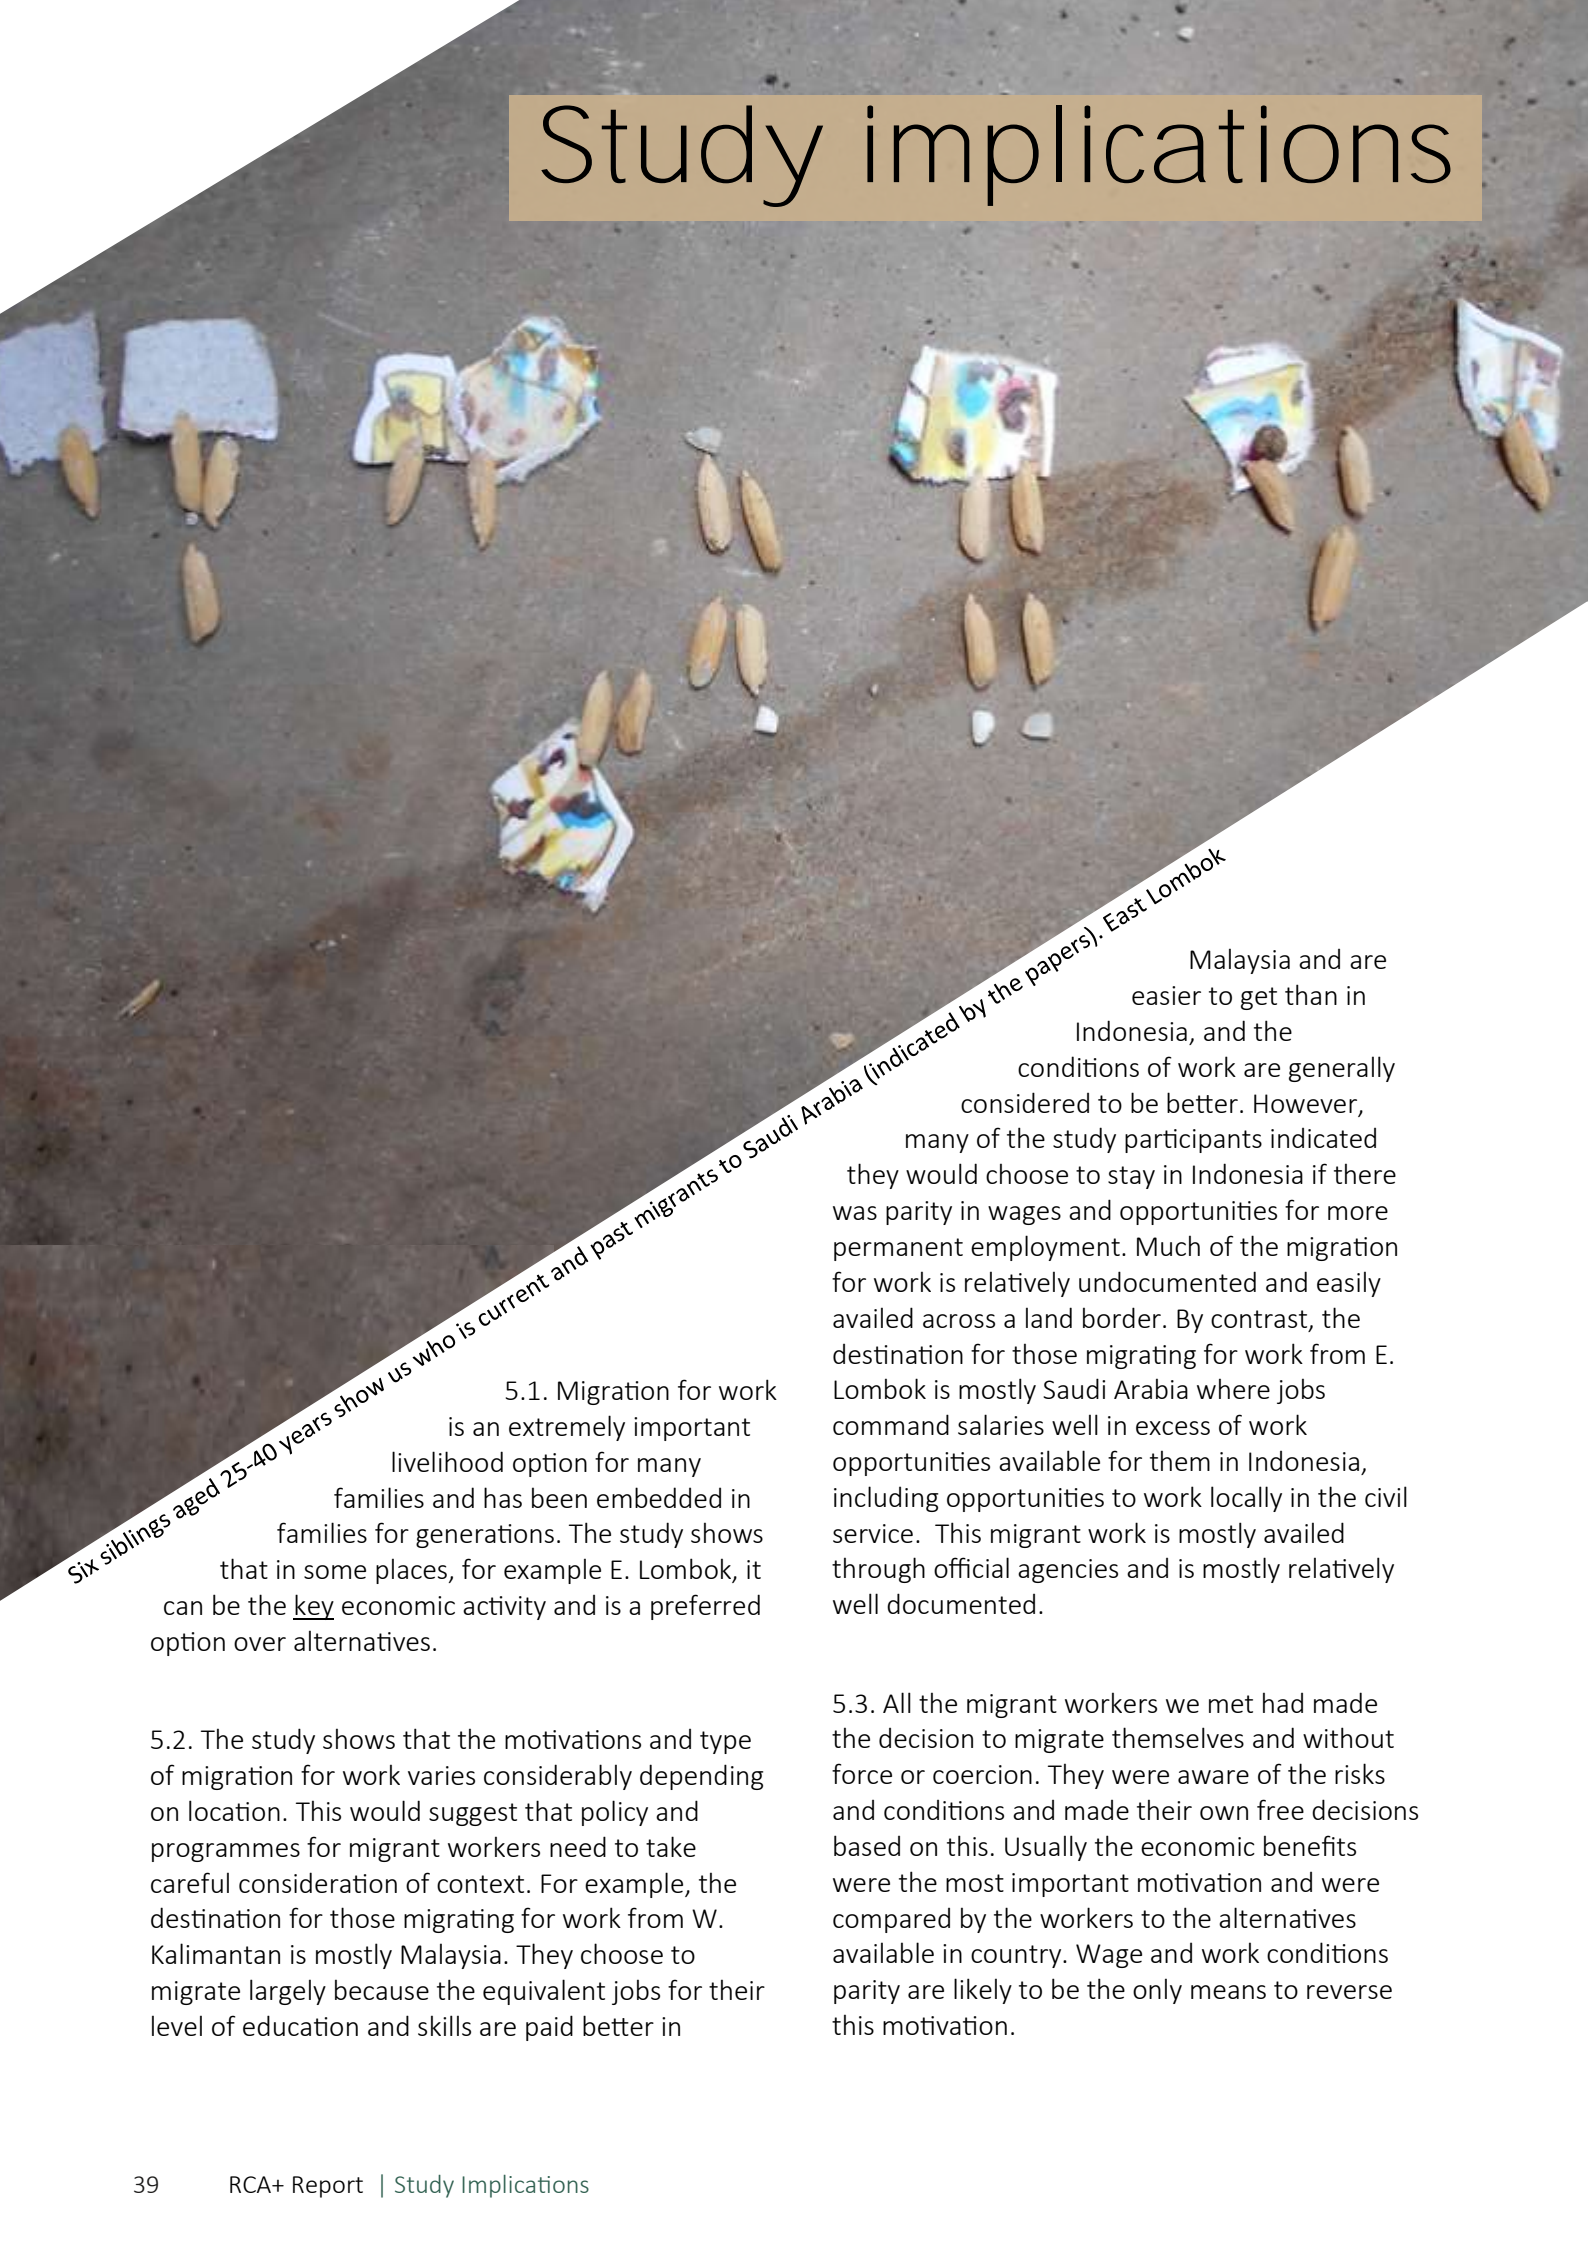 Study implications
Six siblings aged 25-40 years show us who is current and past migrants to Saudi Arabia (indicated by the papers). East Lombok
5.1. Migration for work
is an extremely important
livelihood option for many
families and has been embedded in
families for generations. The study shows
that in some places, for example E. Lombok, it
can be the key economic activity and is a preferred
option over alternatives.
5.2. The study shows that the motivations and type
of migration for work varies considerably depending
on location. This would suggest that policy and
programmes for migrant workers need to take
careful consideration of context. For example, the
destination for those migrating for work from W.
Kalimantan is mostly Malaysia. They choose to
migrate largely because the equivalent jobs for their
level of education and skills are paid better in
Malaysia and are
easier to get than in
Indonesia, and the
conditions of work are generally
considered to be better. However,
many of the study participants indicated
they would choose to stay in Indonesia if there
was parity in wages and opportunities for more
permanent employment. Much of the migration
for work is relatively undocumented and easily
availed across a land border. By contrast, the
destination for those migrating for work from E.
Lombok is mostly Saudi Arabia where jobs
command salaries well in excess of work
opportunities available for them in Indonesia,
including opportunities to work locally in the civil
service.  This migrant work is mostly availed
through official agencies and is mostly relatively
well documented.
5.3. All the migrant workers we met had made
the decision to migrate themselves and without
force or coercion. They were aware of the risks
and conditions and made their own free decisions
based on this. Usually the economic benefits
were the most important motivation and were
compared by the workers to the alternatives
available in country. Wage and work conditions
parity are likely to be the only means to reverse
this motivation.
39 RCA+ Report | Study Implications